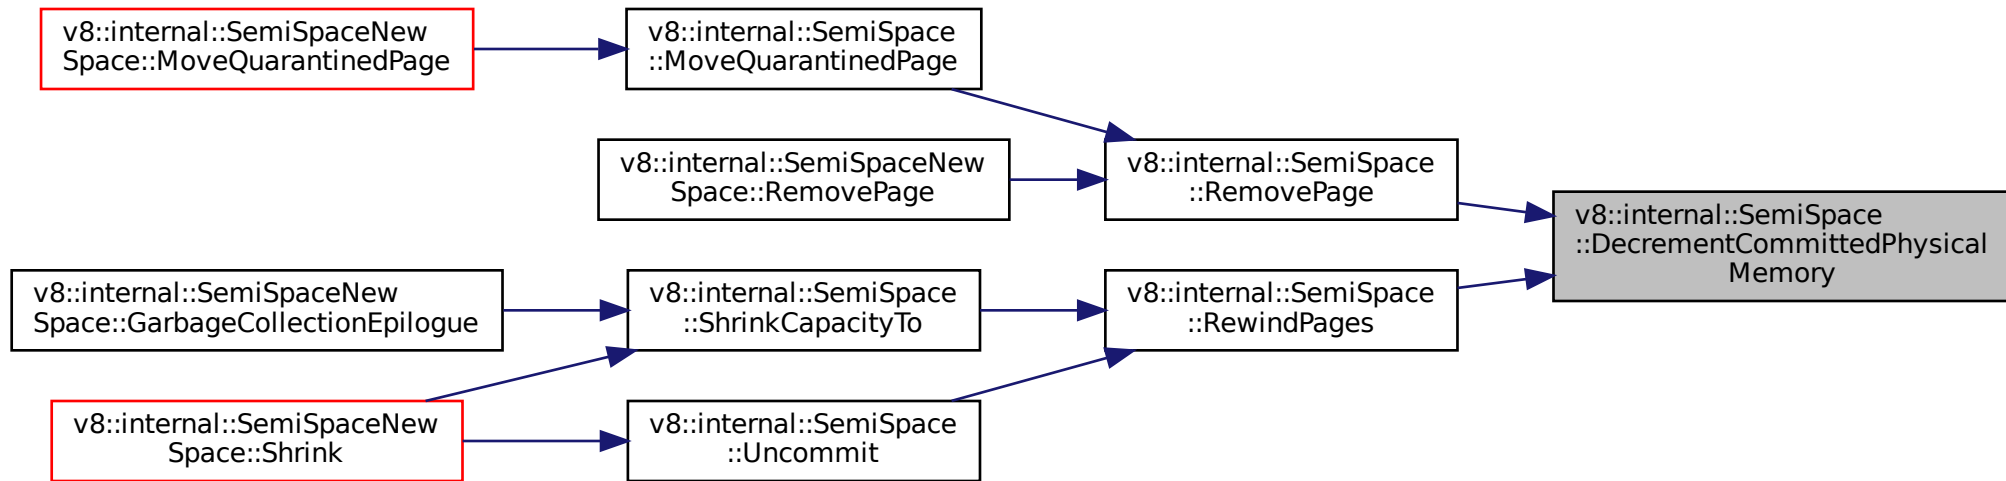 v8::internal::SemiSpaceNew
Space::MoveQuarantinedPage
v8::internal::SemiSpace
::MoveQuarantinedPage
v8::internal::SemiSpaceNew
Space::RemovePage
v8::internal::SemiSpace
::RemovePage
v8::internal::SemiSpace
::DecrementCommittedPhysical
Memory
v8::internal::SemiSpaceNew
Space::GarbageCollectionEpilogue
v8::internal::SemiSpace
::ShrinkCapacityTo
v8::internal::SemiSpace
::RewindPages
v8::internal::SemiSpaceNew
Space::Shrink
v8::internal::SemiSpace
::Uncommit